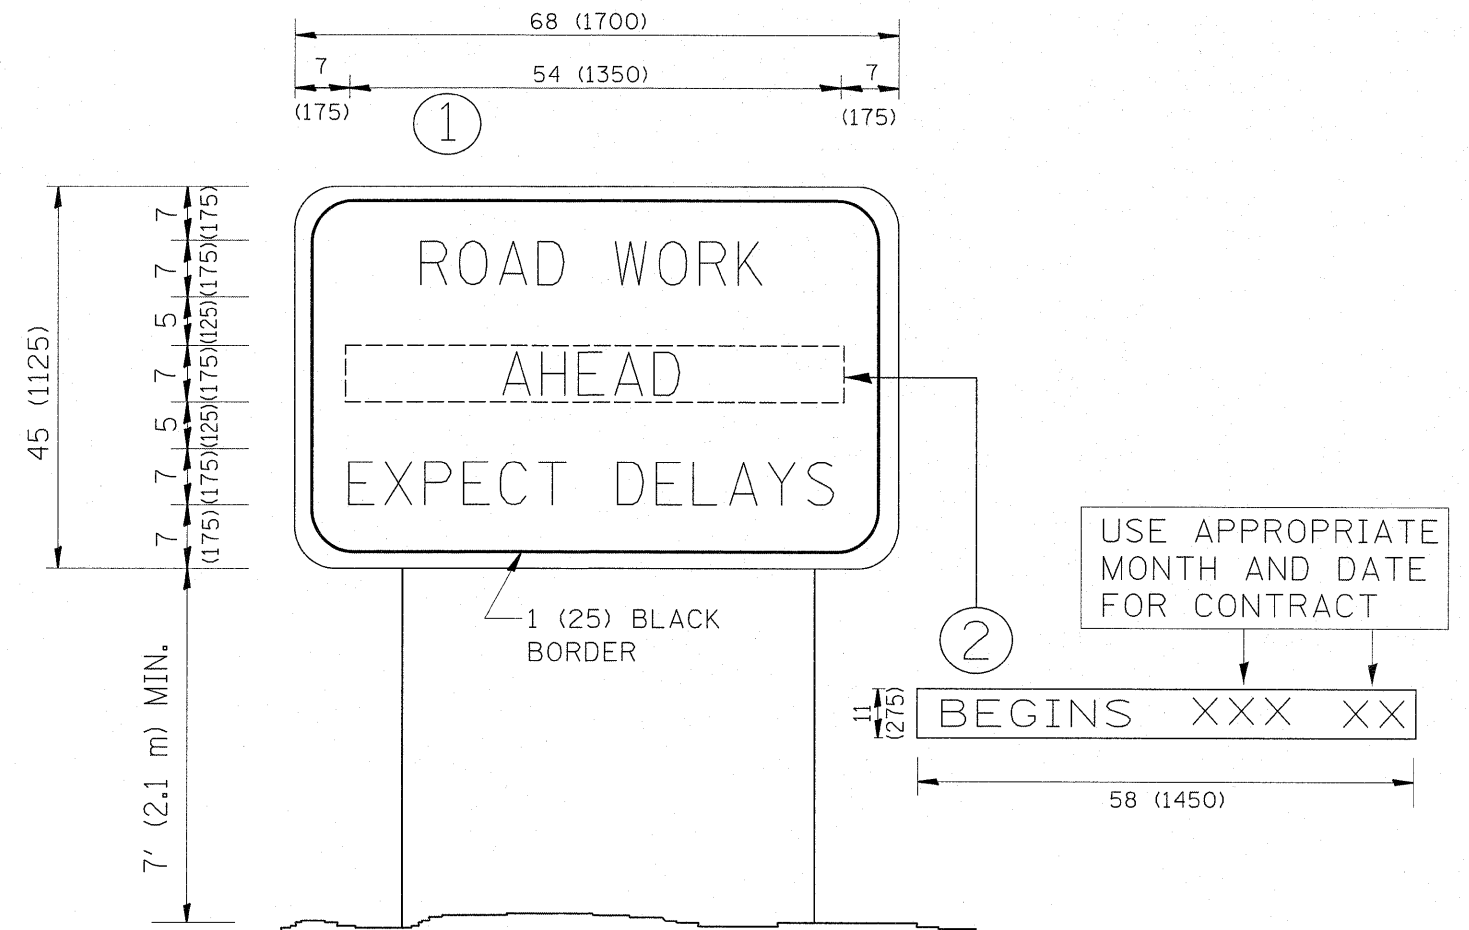 68 (1700)
7
54 (1350)
7
(175)
(175)
1
7 (175)
7 (175)
5 (125)
7 (175)
5 (125)
7 (175)
7 (175)
45 (1125)
ROAD WORK
AHEAD
EXPECT DELAYS
1 (25) BLACK
BORDER
7' (2.1 m) MIN.
2
USE APPROPRIATE
MONTH AND DATE
FOR CONTRACT
11
(275)
BEGINS XXX XX
58 (1450)